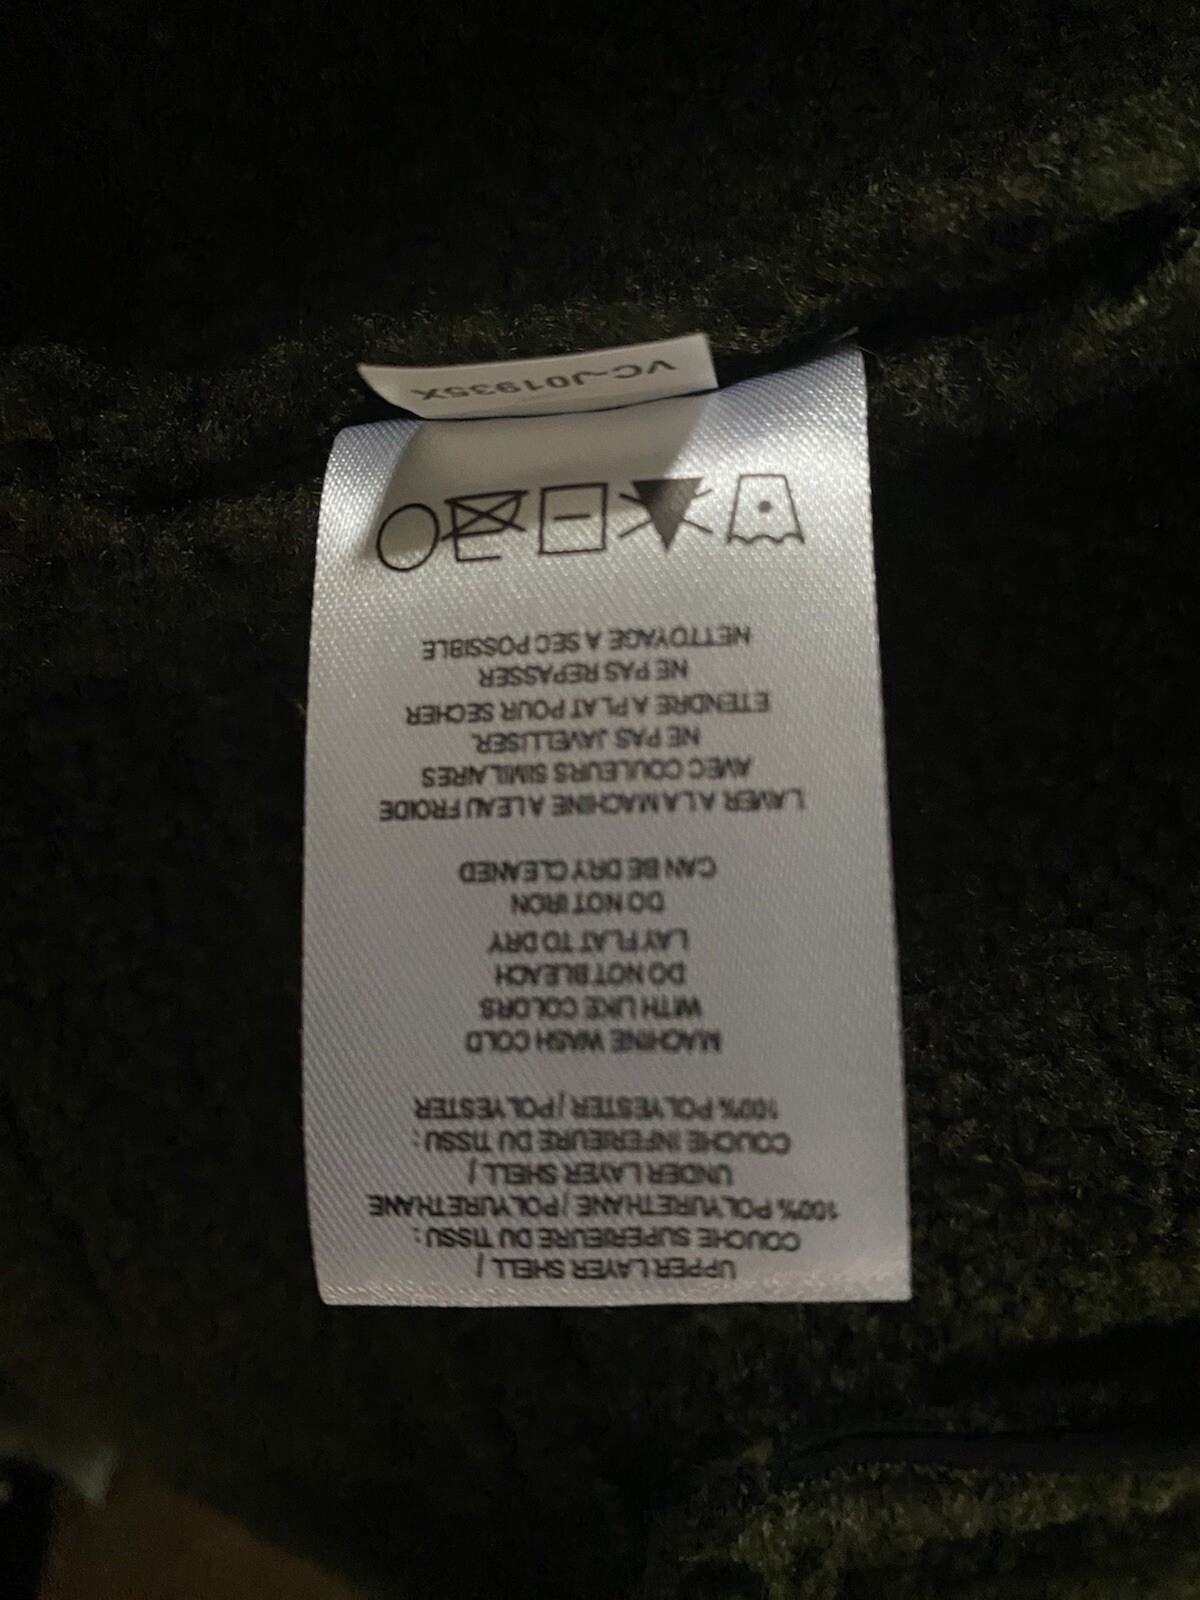 UPPER LAYER SHELL /
COUCHE SUPERIEURE DU TISSU :
100% POLYURETHANE / POLYURETHANE
UNDER LAYER SHELL /
COUCHE INFERIEURE DU TISSU :
100% POLYESTER / POLYESTER
MACHINE WASH COLD
WITH LIKE COLORS
DO NOT BLEACH
LAY FLAT TO DRY
DO NOT IRON
CAN BE DRY CLEANED
LAVER A LA MACHINE A LEAU FROIDE
AVEC COULEURS SIMILAIRES
NE PAS JAVELLISER
ETENDRE A PLAT POUR SECHER
NE PAS REPASSER
NETTOYAGE A SEC POSSIBLE
VC-J01935X